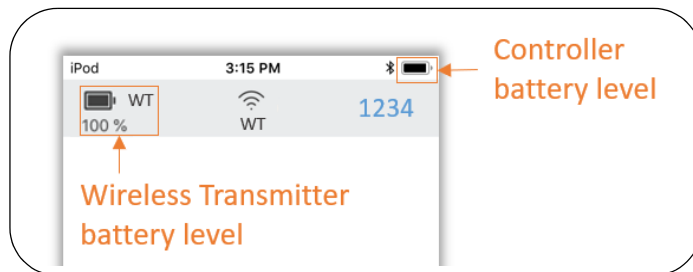 iPod 3:15 PM
WT WT 1234
100 %
Controller
battery level
Wireless Transmitter
battery level